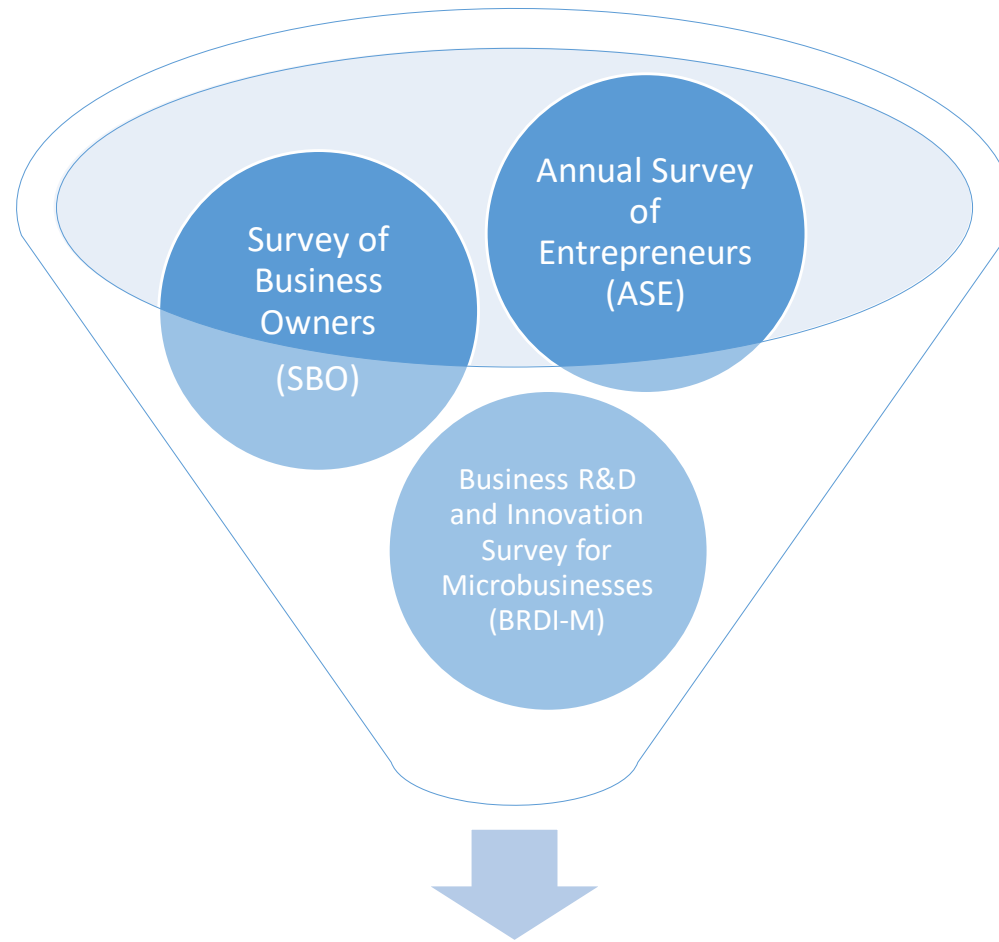 Survey of
Business
Owners
(SBO)
Annual Survey
of
Entrepreneurs
(ASE)
Business R&D
and Innovation
Survey for
Microbusinesses
(BRDI-M)